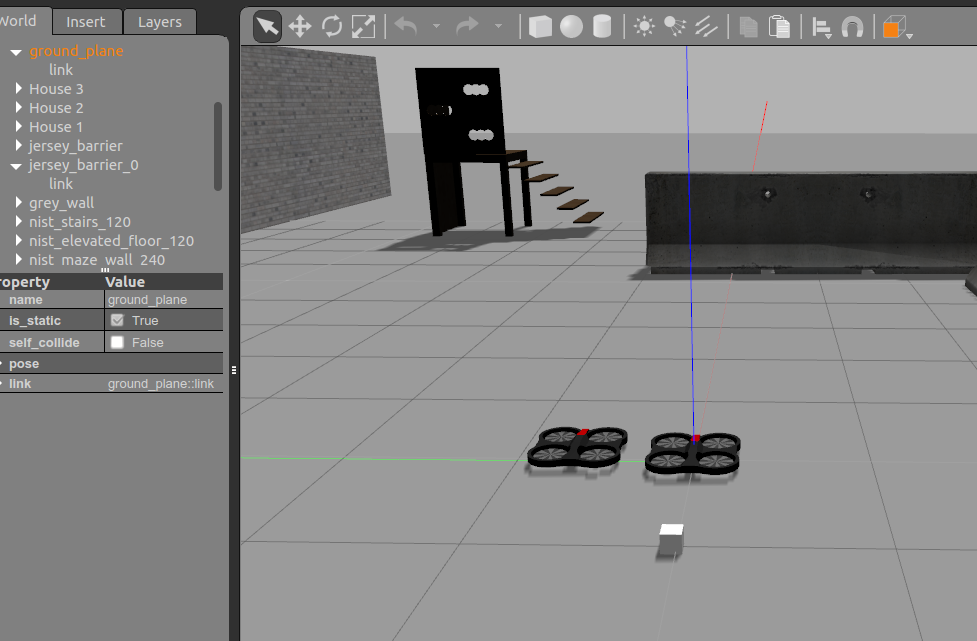 World Insert Layers
ground_plane
link
House 3
House 2
House 1
jersey_barrier
jersey_barrier_0
link
grey_wall
nist_stairs_120
nist_elevated_floor_120
nist_maze_wall_240
roperty Value
name ground_plane
is_static True
self_collide False
pose
link ground_plane::link